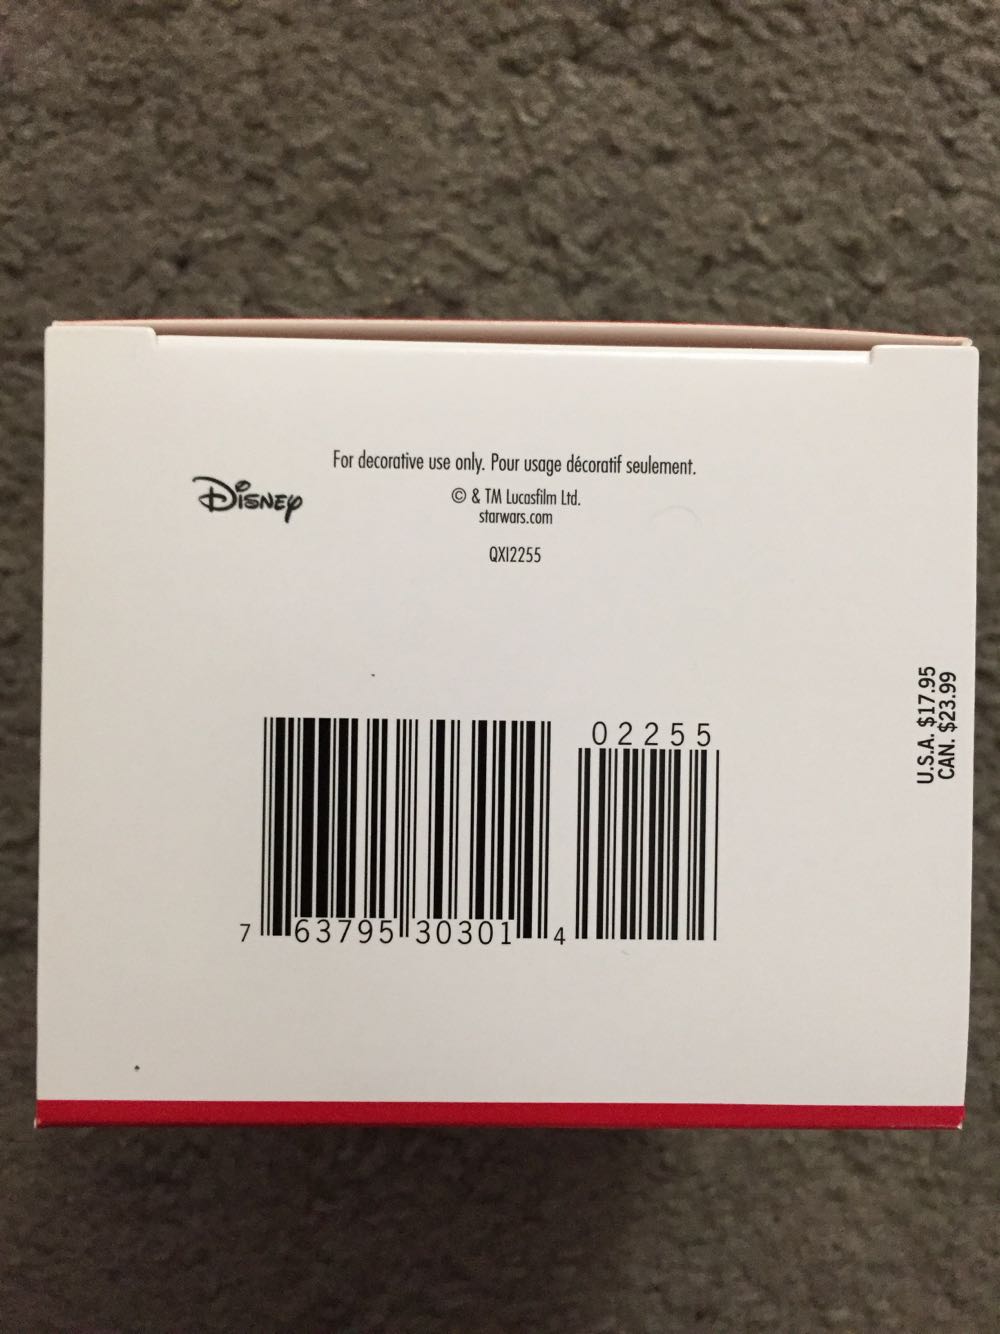 For decorative use only. Pour usage décoratif seulement.
Disney
© & TM Lucasfilm Ltd.
starwars.com
QXI2255
U.S.A. $17.95
CAN. $23.99
02255
7 63795 30301 4